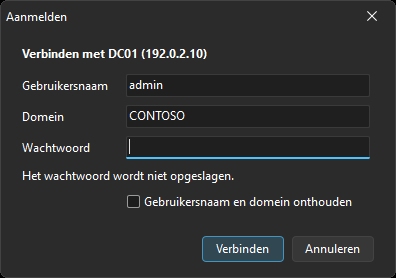 Aanmelden
Verbinden met DC01 (192.0.2.10)
Gebruikersnaam admin
Domein CONTOSO
Wachtwoord
Het wachtwoord wordt niet opgeslagen.
Gebruikersnaam en domein onthouden
Verbinden Annuleren